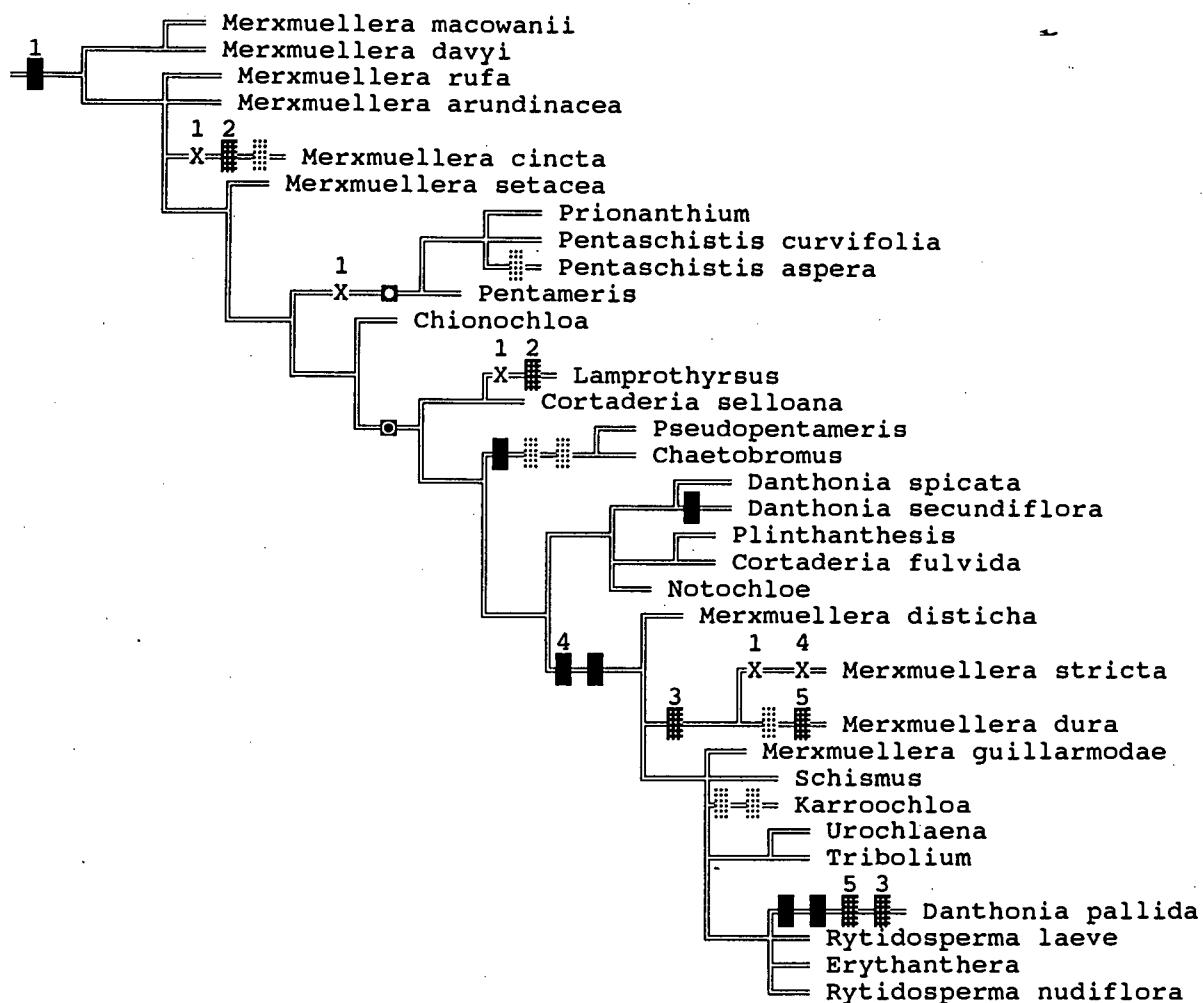 Merxmuellera macowanii
1
Merxmuellera davyi
Merxmuellera rufa
Merxmuellera arundinacea
1 2
X Merxmuellera cincta
Merxmuellera setacea
Prionanthium
Pentaschistis curvifolia
1
Pentaschistis aspera
X Pentameris
Chionochloa
1 2
X Lamprothyrsus
Cortaderia selloana
Pseudopentameris
Chaetobromus
Danthonia spicata
Danthonia secundiflora
Plinthanthesis
Cortaderia fulvida
Notochloe
Merxmuellera disticha
4 1 4
X X Merxmuellera stricta
3 5
Merxmuellera dura
Merxmuellera guillarmodae
Schismus
Karroochloa
Urochlaena
Tribolium
5 3
Danthonia pallida
Rytidosperma laeve
Erythanthera
Rytidosperma nudiflora